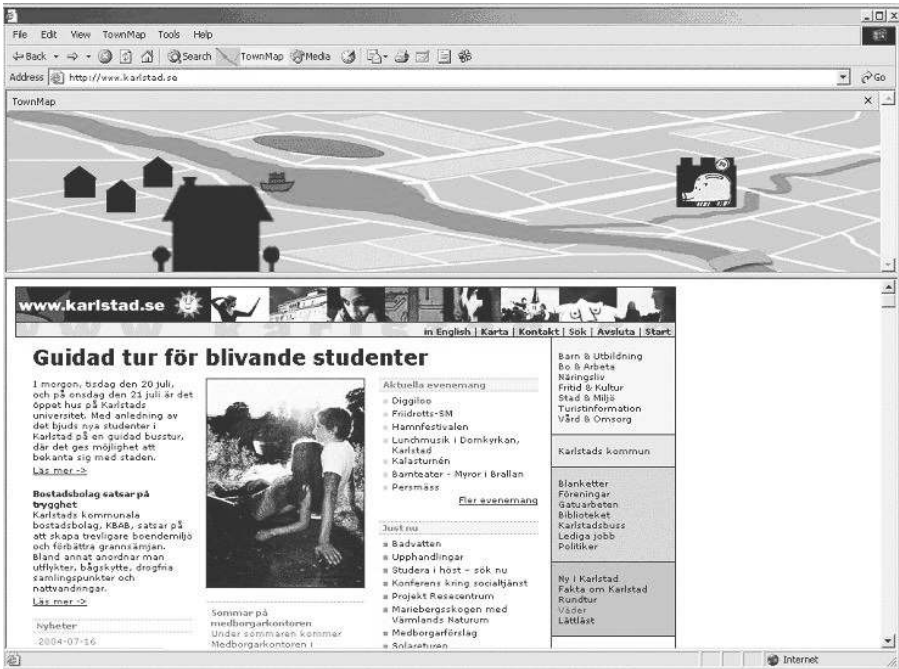 File Edit View TownMap Tools Help
Back Search TownMap Media
Address http://www.karlstad.se Go
TownMap
www.karlstad.se
in English | Karta | Kontakt | Sök | Avsluta | Start
Guidad tur för blivande studenter
I morgon, tisdag den 20 juli,
och på onsdag den 21 juli är det
öppet hus på Karlstads
universitet. Med anledning av
det bjuds nya studenter i
Karlstad på en guidad busstur,
där det ges möjlighet att
bekanta sig med staden.
Läs mer ->
Bostadsbolag satsar på
trygghet
Karlstads kommunala
bostadsbolag, KBAB, satsar på
att skapa trevligare boendemiljö
och förbättra grannsämjan.
Bland annat anordnar man
utflykter, bågskytte, drogfria
samlingspunkter och
nattvandringar.
Läs mer ->
Nyheter
2004-07-16
Sommar på
medborgarkontoren
Under sommaren kommer
Medborgarkontoren i
Aktuella evenemang
Diggiloo
Friidrotts-SM
Hamnfestivalen
Lunchmusik i Domkyrkan,
Karlstad
Kalasturnén
Barnteater - Myror i Brallan
Persmäss
Fler evenemang
Just nu
Badvatten
Upphandlingar
Studera i höst - sök nu
Konferens kring socialtjänst
Projekt Resecentrum
Mariebergsskogen med
Värmlands Naturum
Medborgarförslag
Solareturen
Barn & Utbildning
Bo & Arbeta
Näringsliv
Fritid & Kultur
Stad & Miljö
Turistinformation
Vård & Omsorg
Karlstads kommun
Blanketter
Föreningar
Gatuarbeten
Biblioteket
Karlstadsbuss
Lediga jobb
Politiker
Ny i Karlstad
Fakta om Karlstad
Rundtur
Väder
Lättläst
Internet